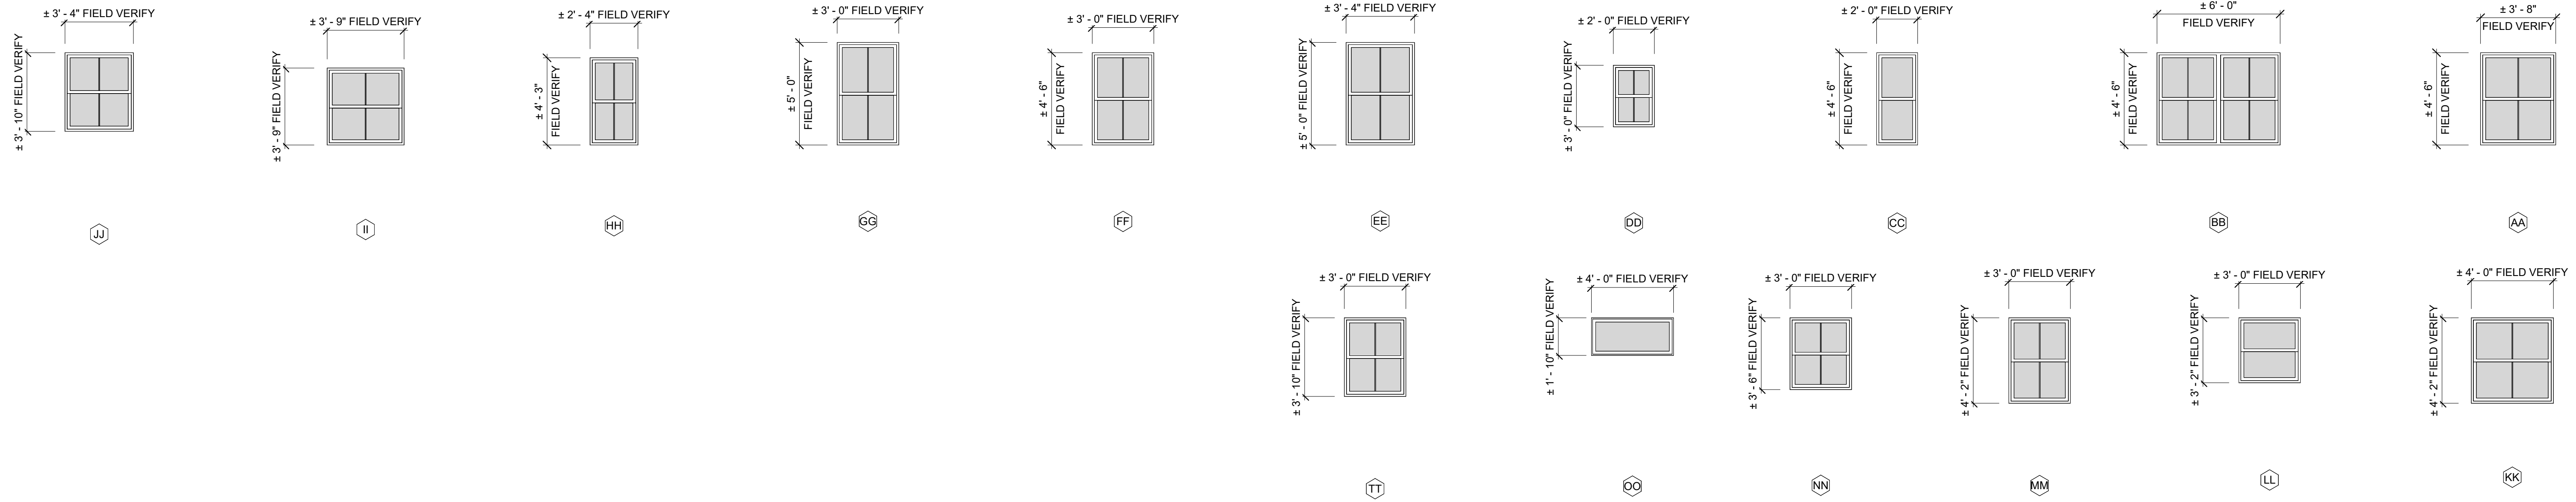 ± 3' - 4" FIELD VERIFY
± 3' - 10" FIELD VERIFY
JJ
± 3' - 9" FIELD VERIFY
± 3' - 9" FIELD VERIFY
II
± 2' - 4" FIELD VERIFY
± 4' - 3"
FIELD VERIFY
HH
± 3' - 0" FIELD VERIFY
± 5' - 0"
FIELD VERIFY
GG
± 3' - 0" FIELD VERIFY
± 4' - 6"
FIELD VERIFY
FF
± 3' - 4" FIELD VERIFY
± 5' - 0" FIELD VERIFY
EE
± 2' - 0" FIELD VERIFY
± 3' - 0" FIELD VERIFY
DD
± 2' - 0" FIELD VERIFY
± 4' - 6"
FIELD VERIFY
CC
± 6' - 0"
FIELD VERIFY
± 4' - 6"
FIELD VERIFY
BB
± 3' - 8"
FIELD VERIFY
± 4' - 6"
FIELD VERIFY
AA
± 3' - 0" FIELD VERIFY
± 3' - 10" FIELD VERIFY
TT
± 4' - 0" FIELD VERIFY
± 1' - 10" FIELD VERIFY
OO
± 3' - 0" FIELD VERIFY
± 3' - 6" FIELD VERIFY
NN
± 3' - 0" FIELD VERIFY
± 4' - 2" FIELD VERIFY
MM
± 3' - 0" FIELD VERIFY
± 3' - 2" FIELD VERIFY
LL
± 4' - 0" FIELD VERIFY
± 4' - 2" FIELD VERIFY
KK